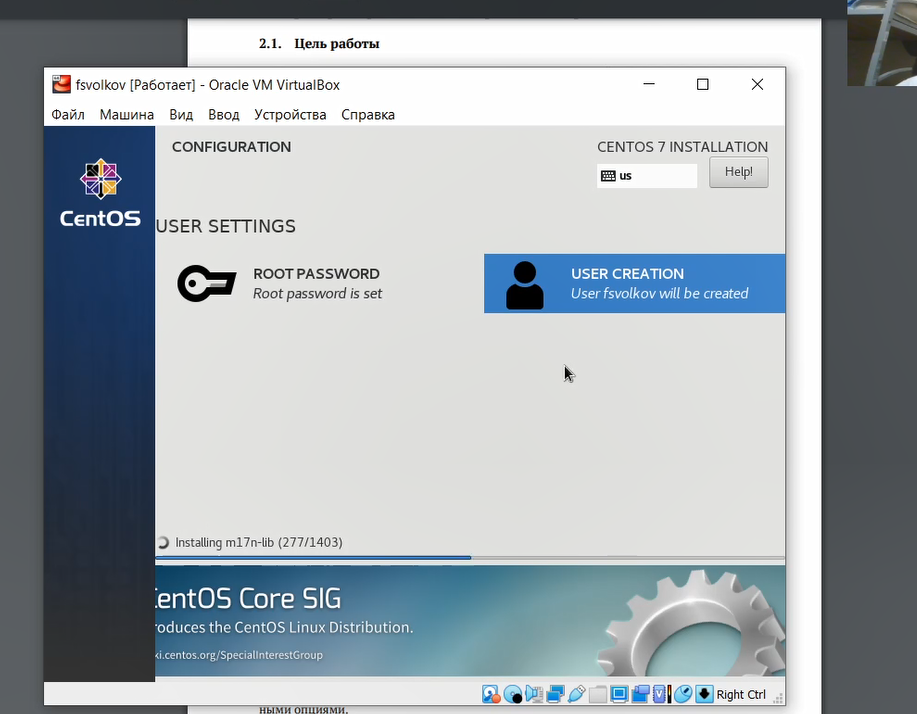 2.1. Цель работы
fsvolkov [Работает] - Oracle VM VirtualBox
Файл Машина Вид Ввод Устройства Справка
CentOS
CONFIGURATION
CENTOS 7 INSTALLATION
us
Help!
USER SETTINGS
ROOT PASSWORD
Root password is set
USER CREATION
User fsvolkov will be created
Installing m17n-lib (277/1403)
CentOS Core SIG
roduces the CentOS Linux Distribution.
ki.centos.org/SpecialInterestGroup
Right Ctrl
ными опциями.